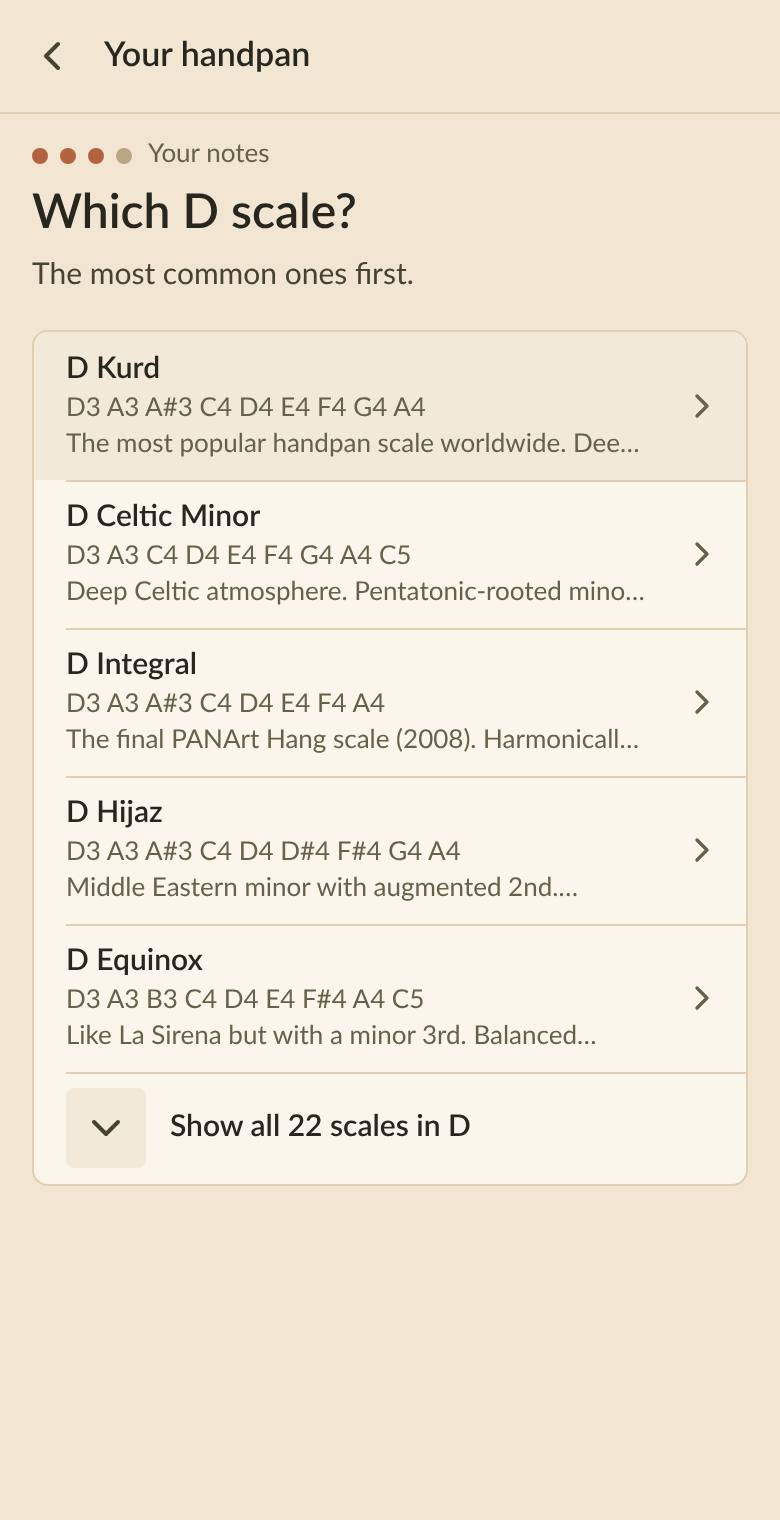 Your handpan
Your notes
Which D scale?
The most common ones first.
D Kurd
D3 A3 A#3 C4 D4 E4 F4 G4 A4
The most popular handpan scale worldwide. Dee...
D Celtic Minor
D3 A3 C4 D4 E4 F4 G4 A4 C5
Deep Celtic atmosphere. Pentatonic-rooted mino...
D Integral
D3 A3 A#3 C4 D4 E4 F4 A4
The final PANArt Hang scale (2008). Harmonicall...
D Hijaz
D3 A3 A#3 C4 D4 D#4 F#4 G4 A4
Middle Eastern minor with augmented 2nd....
D Equinox
D3 A3 B3 C4 D4 E4 F#4 A4 C5
Like La Sirena but with a minor 3rd. Balanced...
Show all 22 scales in D